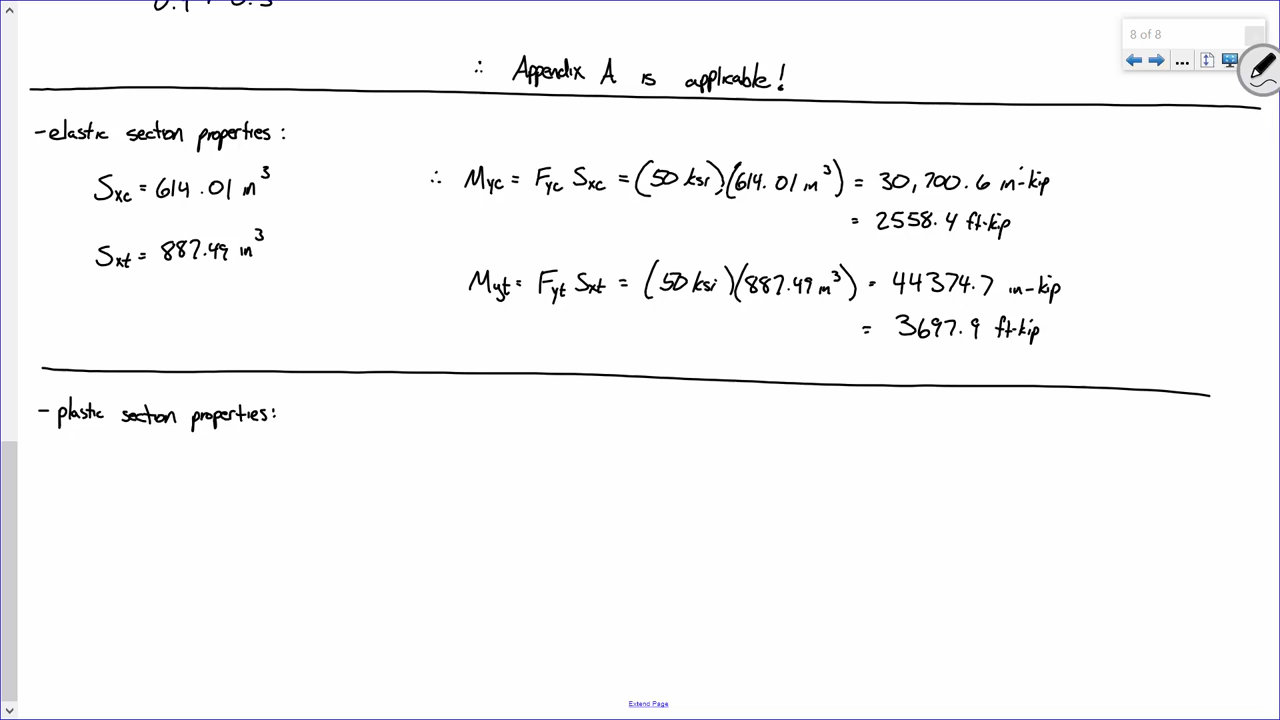 8 of 8
∴ Appendix A is applicable!
-elastic section properties:
Sxc = 614.01 in³
∴ Myc = Fyc Sxc = (50 ksi)(614.01 in³) = 30,700.6 in-kip
= 2558.4 ft-kip
Sxt = 887.49 in³
Myt = Fyt Sxt = (50 ksi)(887.49 in³) = 44374.7 in-kip
= 3697.9 ft-kip
- plastic section properties:
Extend Page